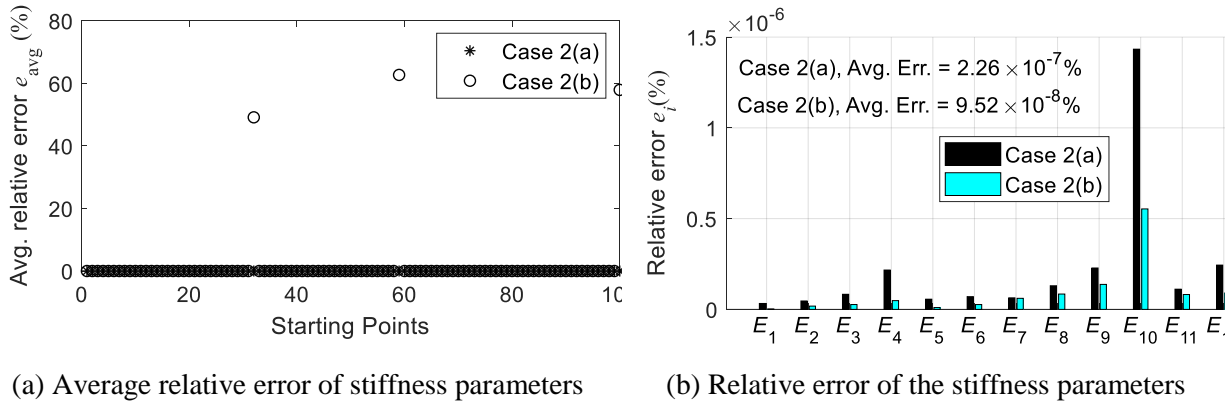 80
60
40
20
0
0
20
40
60
80
Avg. relative error e_avg (%)
Starting Points
Case 2(a)
Case 2(b)
×10^-6
1.5
1
0.5
0
Relative error e_i(%)
Case 2(a), Avg. Err. = 2.26 ×10^-7%
Case 2(b), Avg. Err. = 9.52 ×10^-8%
Case 2(a)
Case 2(b)
E_1 E_2 E_3 E_4 E_5 E_6 E_7 E_8 E_9 E_10 E_11
(a) Average relative error of stiffness parameters
(b) Relative error of the stiffness parameters